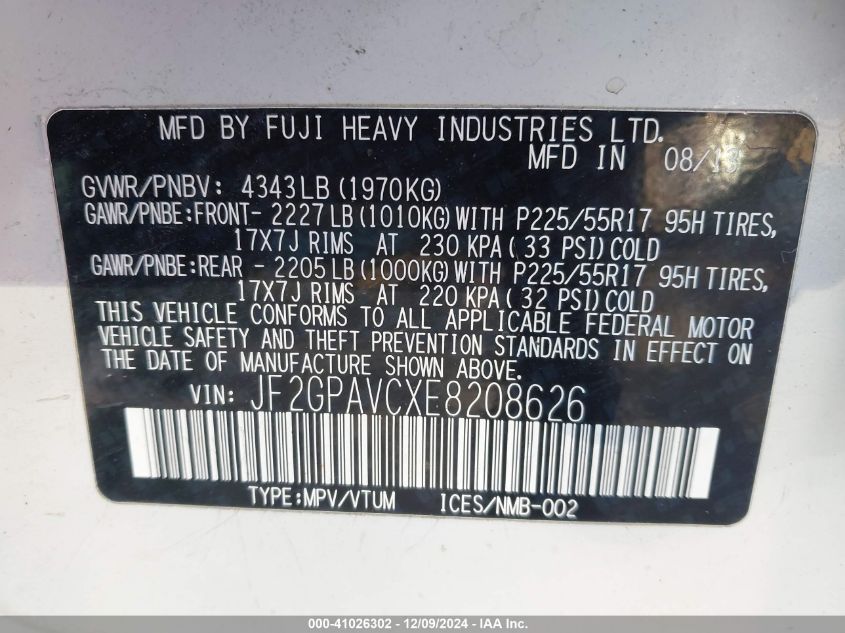 MFD BY FUJI HEAVY INDUSTRIES LTD.
MFD IN 08/13
GVWR/PNBV: 4343LB (1970KG)
GAWR/PNBE:FRONT- 2227LB (1010KG) WITH P225/55R17 95H TIRES,
17X7J RIMS AT 230 KPA ( 33 PSI) COLD
GAWR/PNBE:REAR - 2205LB (1000KG) WITH P225/55R17 95H TIRES,
17X7J RIMS AT 220 KPA ( 32 PSI) COLD
THIS VEHICLE CONFORMS TO ALL APPLICABLE FEDERAL MOTOR
VEHICLE SAFETY AND THEFT PREVENTION STANDARDS IN EFFECT ON
THE DATE OF MANUFACTURE SHOWN ABOVE.
VIN: JF2GPAVCXE8208626
TYPE:MPV/VTUM ICES/NMB-002
000-41026302 - 12/09/2024 - IAA Inc.